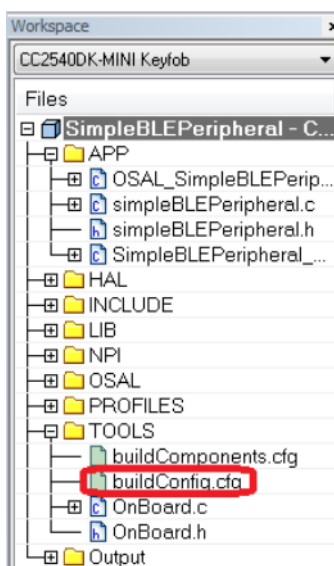 Workspace
CC2540DK-MINI Keyfob
Files
SimpleBLEPeripheral - C...
APP
OSAL_SimpleBLEPerip...
simpleBLEPeripheral.c
simpleBLEPeripheral.h
SimpleBLEPeripheral_...
HAL
INCLUDE
LIB
NPI
OSAL
PROFILES
TOOLS
buildComponents.cfg
buildConfig.cfg
OnBoard.c
OnBoard.h
Output